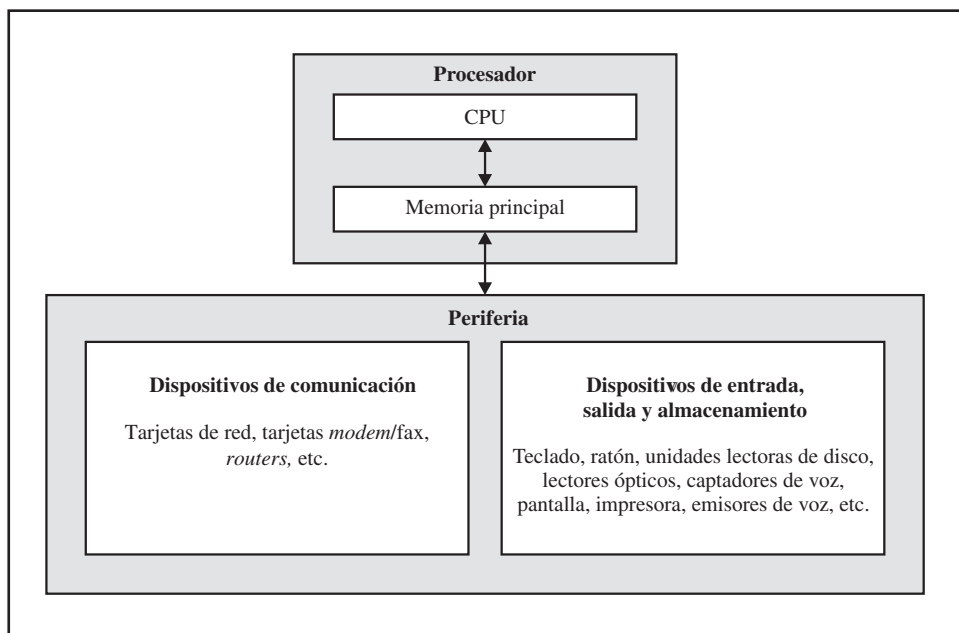 Procesador
CPU
Memoria principal
Periferia
Dispositivos de comunicación
Tarjetas de red, tarjetas modem/fax,
routers, etc.
Dispositivos de entrada,
salida y almacenamiento
Teclado, ratón, unidades lectoras de disco,
lectores ópticos, captadores de voz,
pantalla, impresora, emisores de voz, etc.